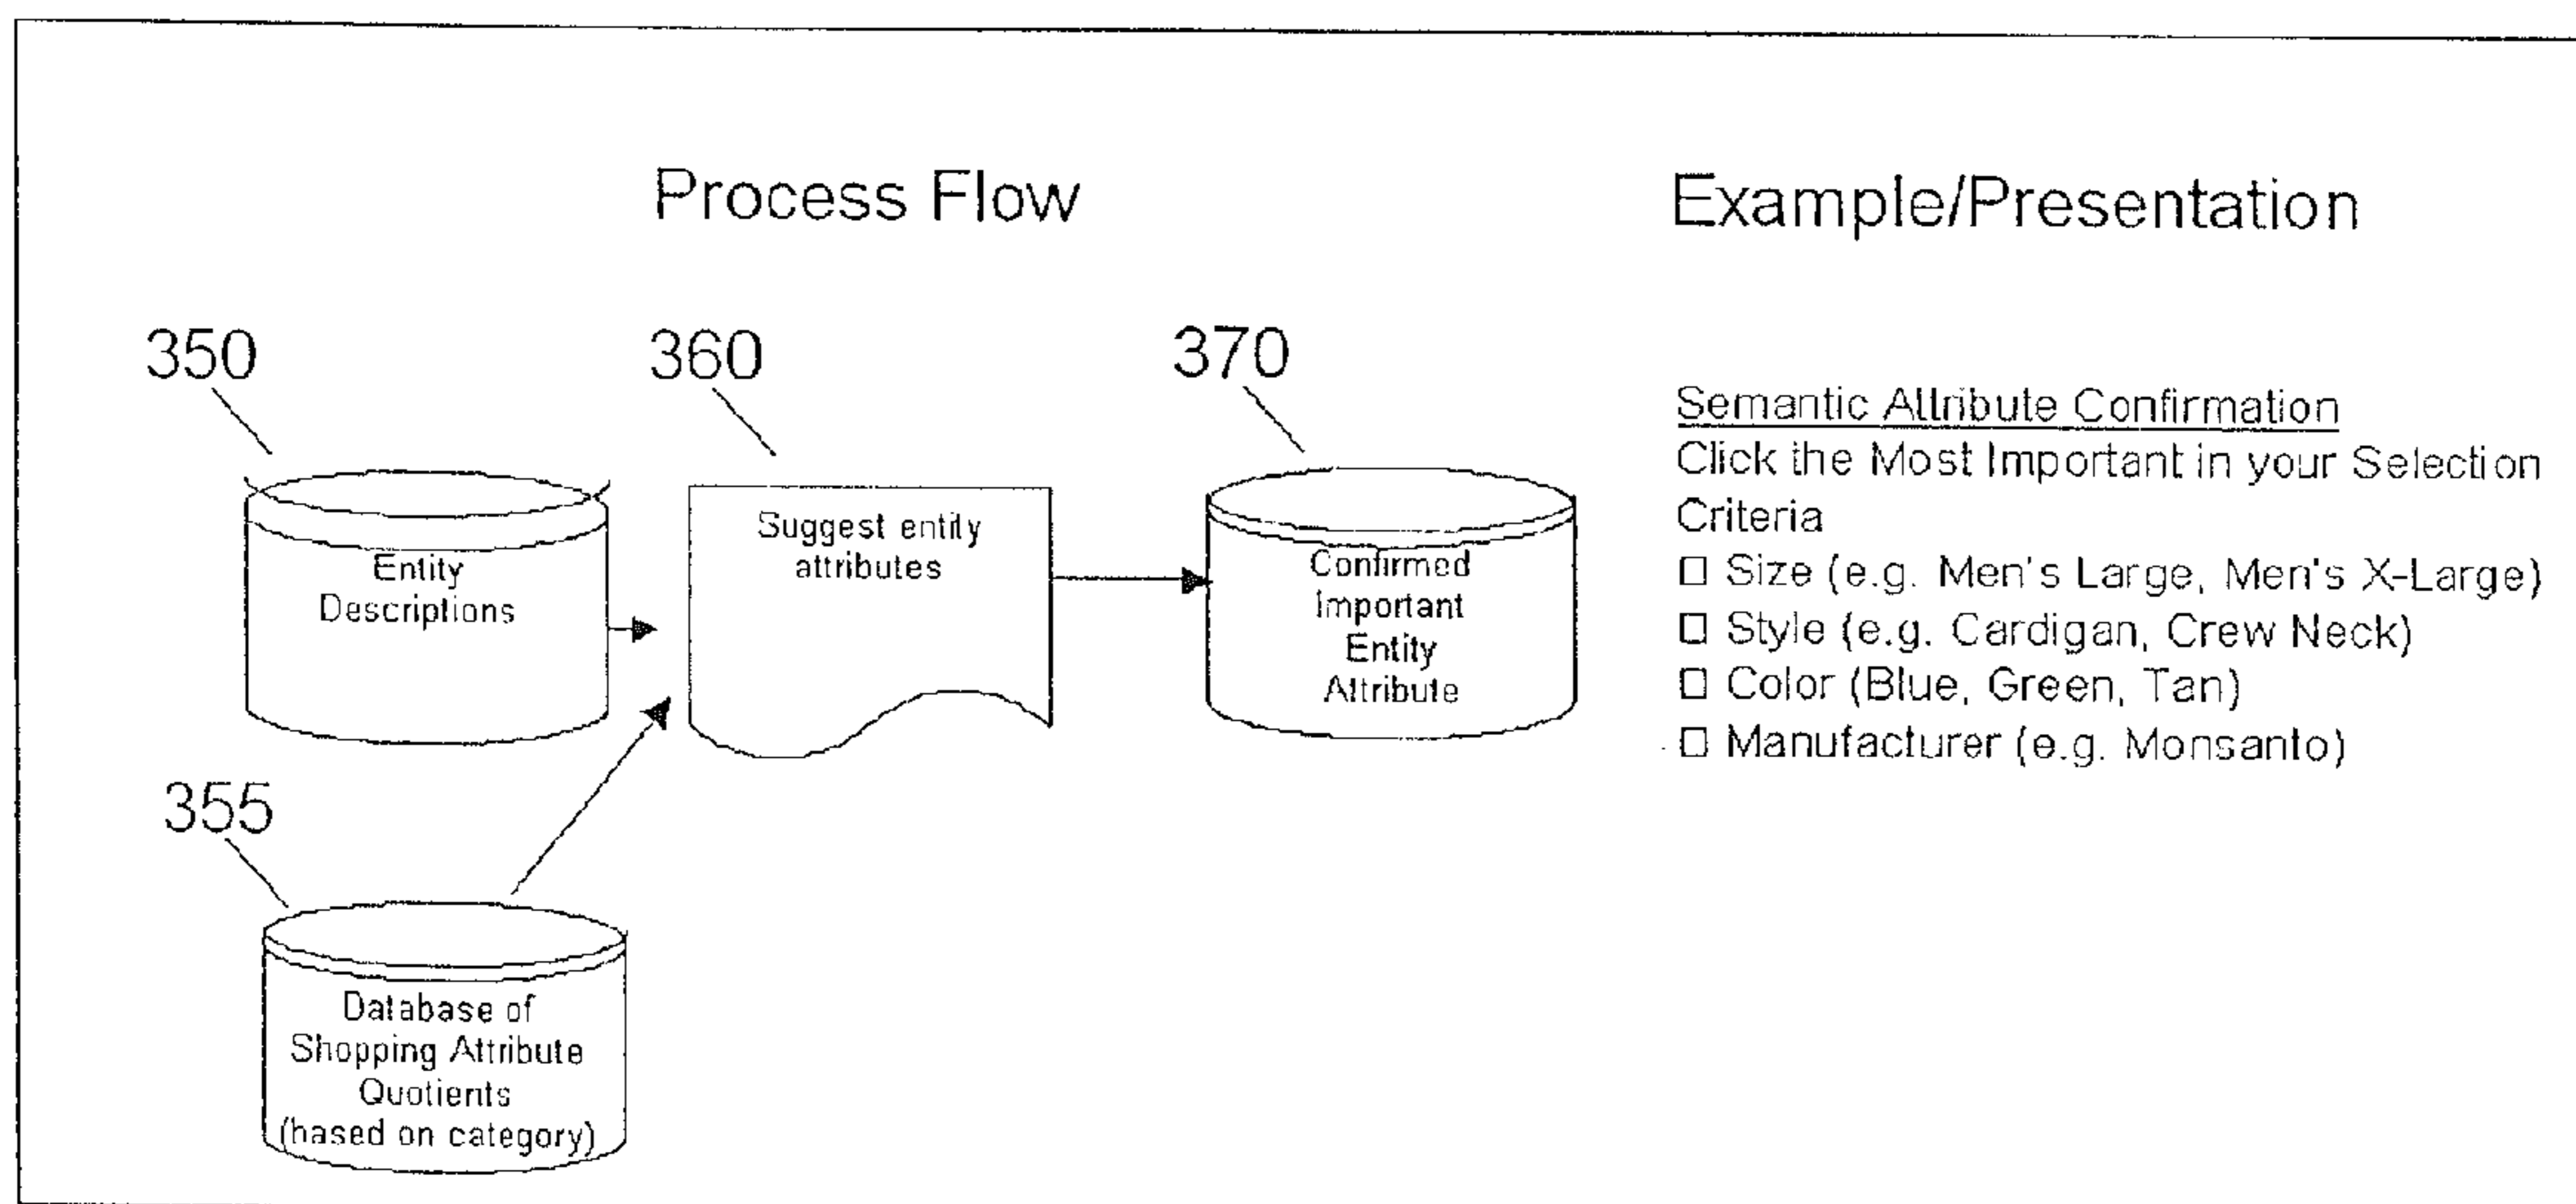 Process Flow
Example/Presentation
350
360
370
Entity
Descriptions
Suggest entity
attributes
Confirmed
Important
Entity
Attribute
355
Database of
Shopping Attribute
Quotients
(based on category)
Semantic Attribute Confirmation
Click the Most Important in your Selection
Criteria
□ Size (e.g. Men's Large, Men's X-Large)
□ Style (e.g. Cardigan, Crew Neck)
□ Color (Blue, Green, Tan)
□ Manufacturer (e.g. Monsanto)